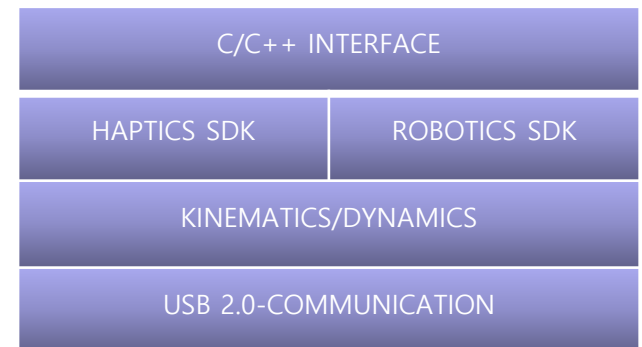 C/C++ INTERFACE
HAPTICS SDK
ROBOTICS SDK
KINEMATICS/DYNAMICS
USB 2.0-COMMUNICATION